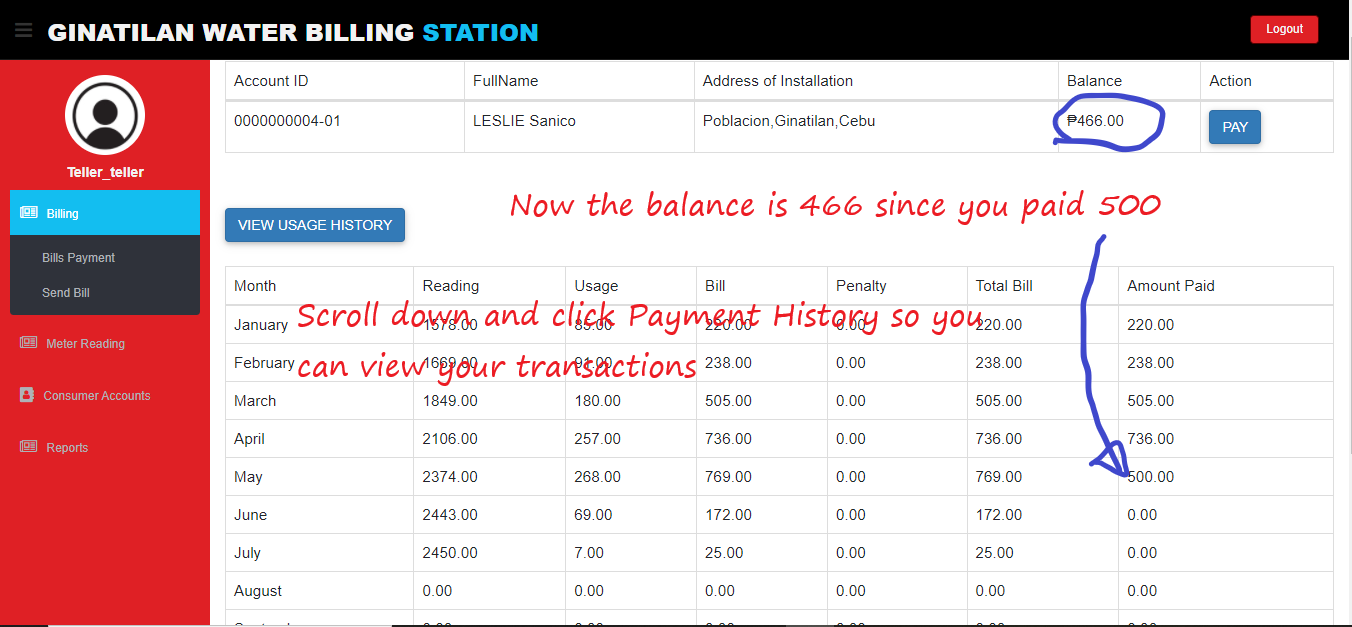 GINATILAN WATER BILLING STATION
Logout
Teller_teller
Billing
Bills Payment
Send Bill
Meter Reading
Consumer Accounts
Reports
Account ID FullName Address of Installation Balance Action
0000000004-01 LESLIE Sanico Poblacion,Ginatilan,Cebu ₱466.00 PAY
Now the balance is 466 since you paid 500
VIEW USAGE HISTORY
Scroll down and click Payment History so you
can view your transactions
Month Reading Usage Bill Penalty Total Bill Amount Paid
January 1578.00 85.00 220.00 0.00 220.00 220.00
February 1669.00 91.00 238.00 0.00 238.00 238.00
March 1849.00 180.00 505.00 0.00 505.00 505.00
April 2106.00 257.00 736.00 0.00 736.00 736.00
May 2374.00 268.00 769.00 0.00 769.00 500.00
June 2443.00 69.00 172.00 0.00 172.00 0.00
July 2450.00 7.00 25.00 0.00 25.00 0.00
August 0.00 0.00 0.00 0.00 0.00 0.00